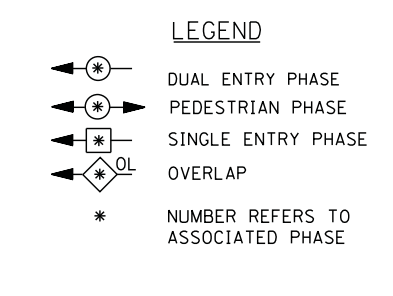 LEGEND
* DUAL ENTRY PHASE
* PEDESTRIAN PHASE
* SINGLE ENTRY PHASE
* OL OVERLAP
* NUMBER REFERS TO
ASSOCIATED PHASE